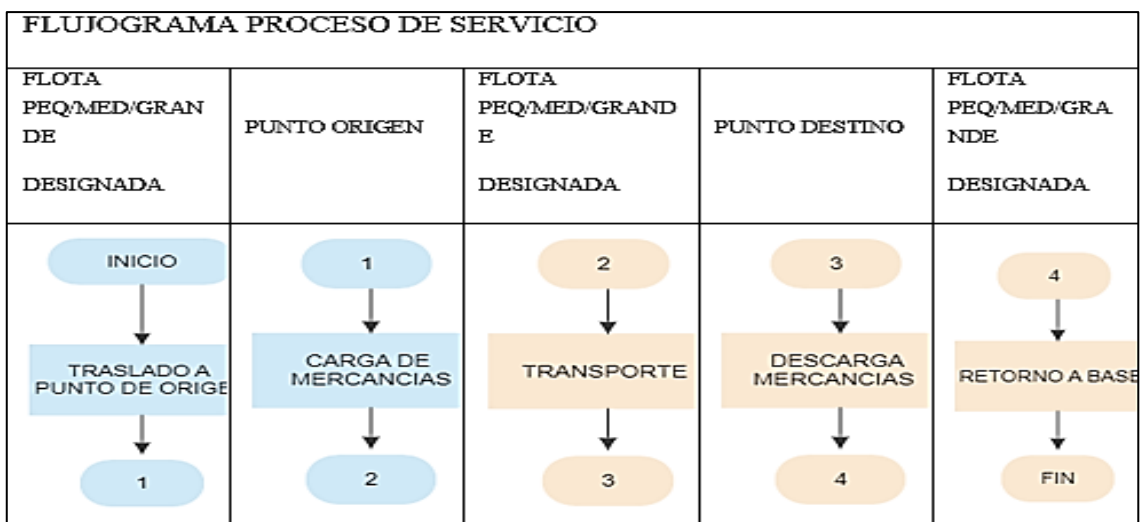 FLUJOGRAMA PROCESO DE SERVICIO
FLOTA
PEQ/MED/GRAN
DE
DESIGNADA
PUNTO ORIGEN
FLOTA
PEQ/MED/GRAND
E
DESIGNADA
PUNTO DESTINO
FLOTA
PEQ/MED/GRA
NDE
DESIGNADA
INICIO
TRASLADO A
PUNTO DE ORIGE
1
1
CARGA DE
MERCANCIAS
2
2
TRANSPORTE
3
3
DESCARGA
MERCANCIAS
4
4
RETORNO A BASE
FIN